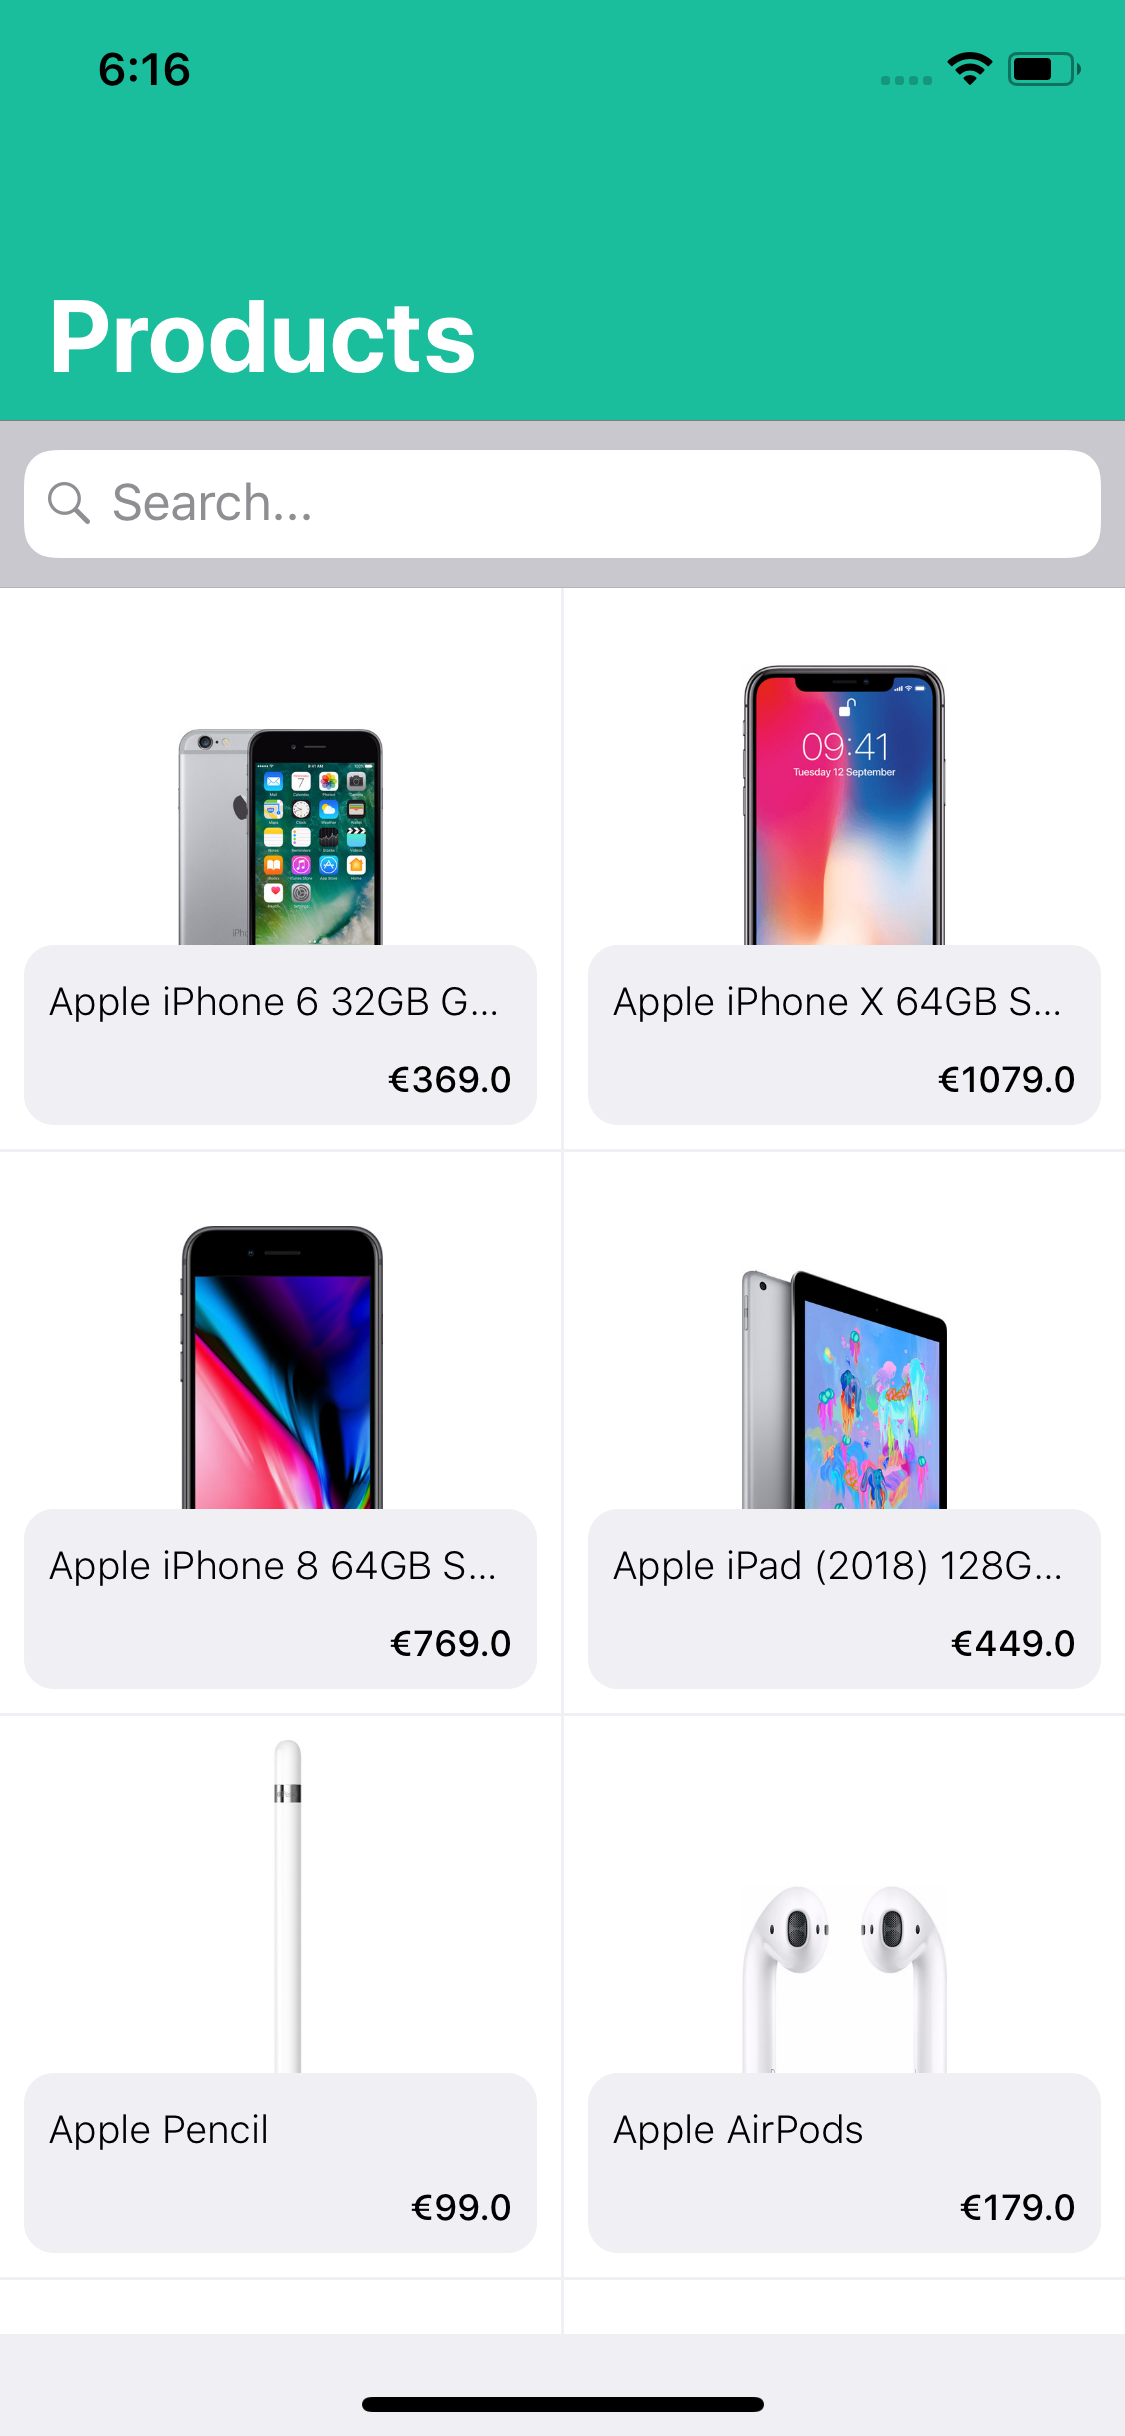 6:16
Products
Search...
09:41
Tuesday 12 September
Apple iPhone 6 32GB G...
€369.0
Apple iPhone X 64GB S...
€1079.0
Apple iPhone 8 64GB S...
€769.0
Apple iPad (2018) 128G...
€449.0
Apple Pencil
€99.0
Apple AirPods
€179.0